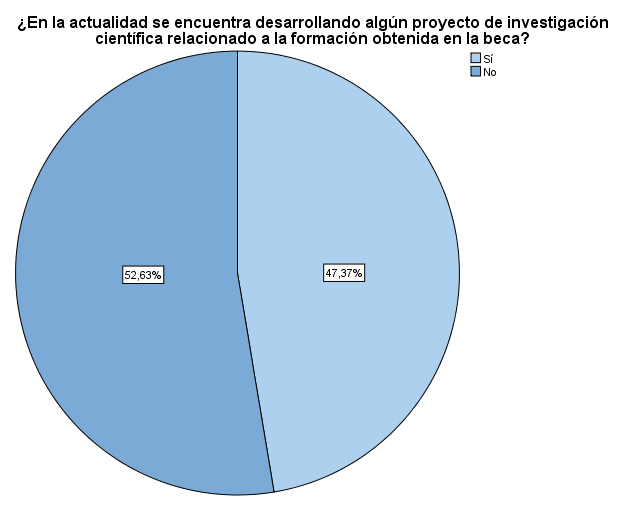 ¿En la actualidad se encuentra desarrollando algún proyecto de investigación
científica relacionado a la formación obtenida en la beca?
Sí
No
52,63%
47,37%